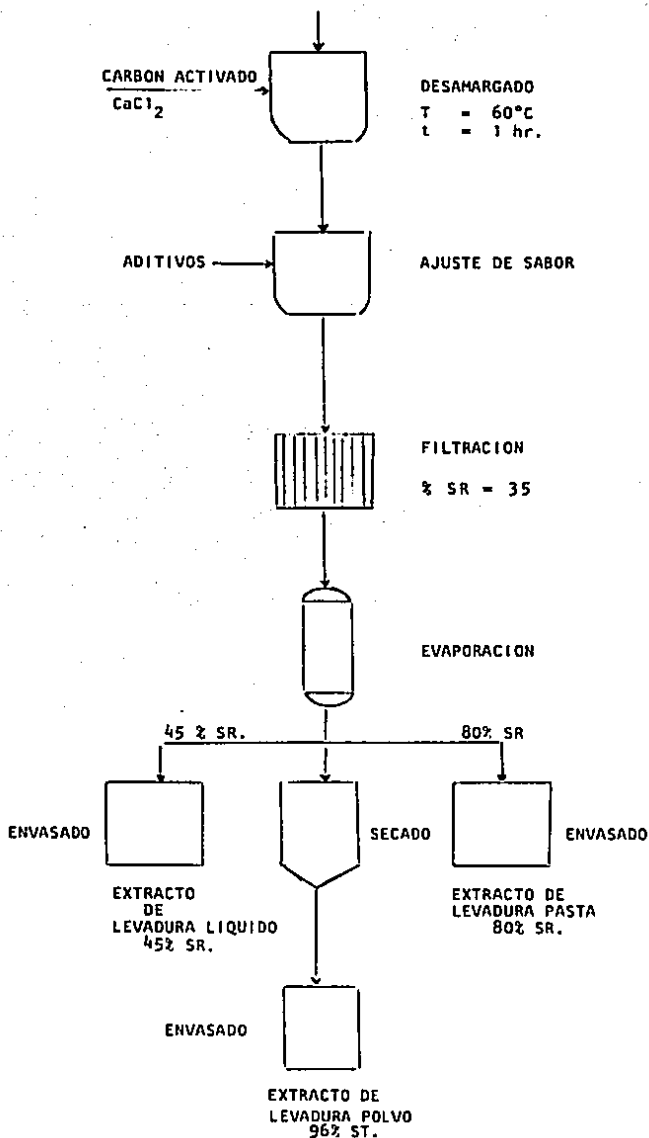 CARBON ACTIVADO
CaCl2
DESAMARGADO
T = 60°C
t = 1 hr.
ADITIVOS
AJUSTE DE SABOR
FILTRACION
% SR = 35
EVAPORACION
45 % SR.
80% SR
ENVASADO
SECADO
ENVASADO
EXTRACTO
DE
LEVADURA LIQUIDO
45% SR.
EXTRACTO DE
LEVADURA PASTA
80% SR.
ENVASADO
EXTRACTO DE
LEVADURA POLVO
96% ST.